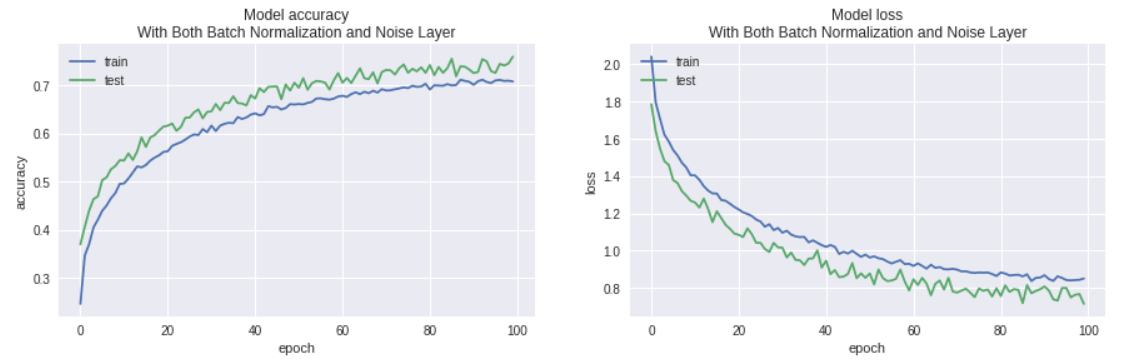 Model accuracy
With Both Batch Normalization and Noise Layer
train
test
0.7
0.6
0.5
0.4
0.3
accuracy
0 20 40 60 80 100
epoch
Model loss
With Both Batch Normalization and Noise Layer
train
test
2.0
1.8
1.6
1.4
1.2
1.0
0.8
loss
0 20 40 60 80 100
epoch